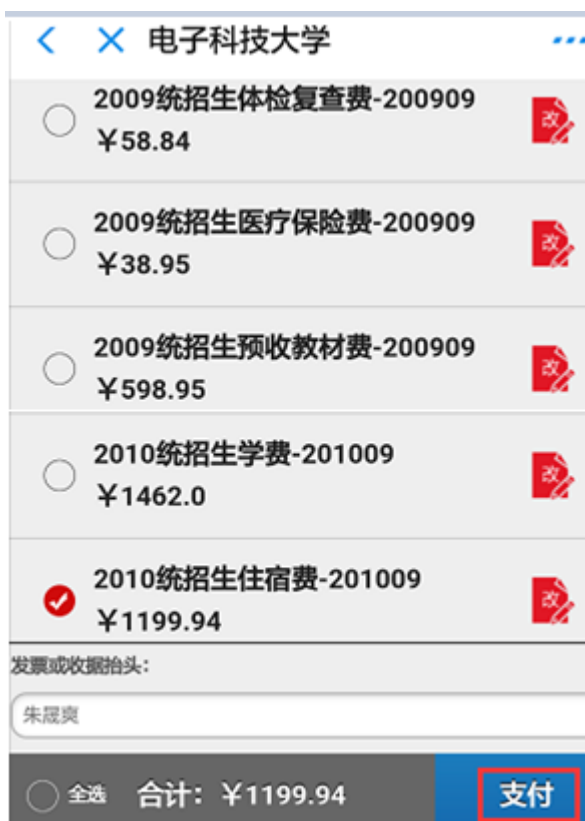 电子科技大学
2009统招生体检复查费-200909
￥58.84
改
2009统招生医疗保险费-200909
￥38.95
改
2009统招生预收教材费-200909
￥598.95
改
2010统招生学费-201009
￥1462.0
改
2010统招生住宿费-201009
￥1199.94
改
发票或收据抬头：
朱晟爽
全选 合计：￥1199.94 支付